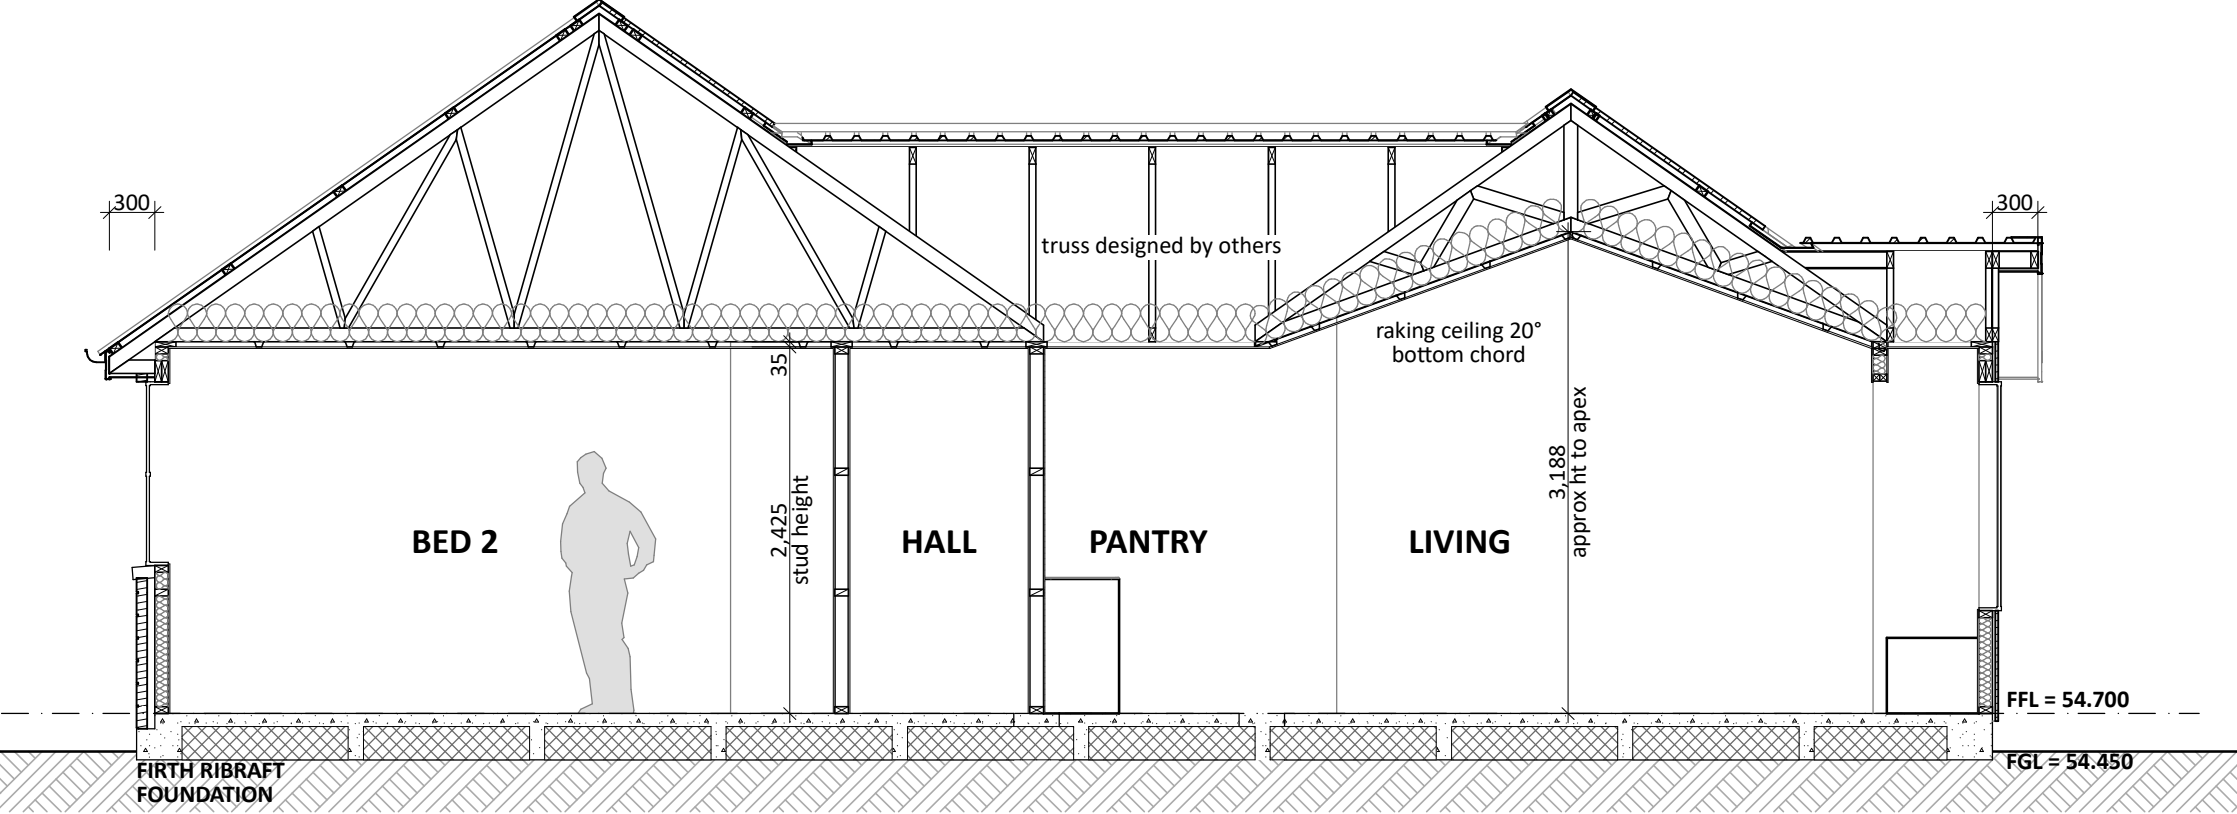 300
300
truss designed by others
raking ceiling 20°
bottom chord
35
2,425
stud height
3,188
approx ht to apex
BED 2
HALL
PANTRY
LIVING
FFL = 54.700
FGL = 54.450
FIRTH RIBRAFT
FOUNDATION